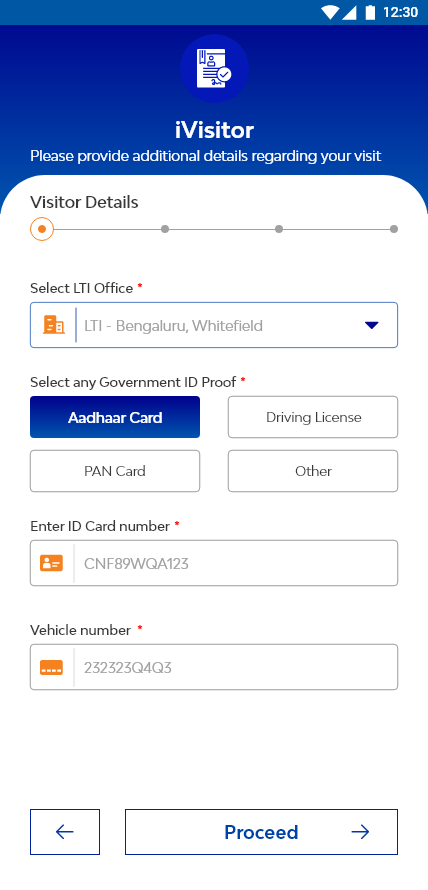 12:30
iVisitor
Please provide additional details regarding your visit
Visitor Details
Select LTI Office *
LTI - Bengaluru, Whitefield
Select any Government ID Proof *
Aadhaar Card
Driving License
PAN Card
Other
Enter ID Card number *
CNF89WQA123
Vehicle number *
232323Q4Q3
Proceed